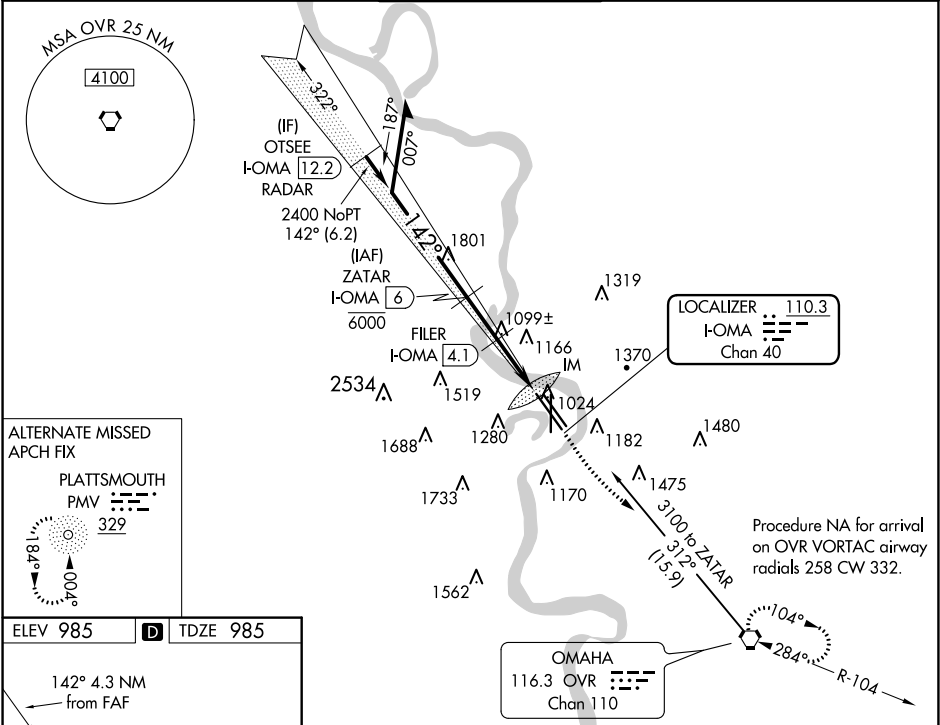 MSA OVR 25 NM
4100
322°
187°
007°
(IF)
OTSEE
I-OMA 12.2
RADAR
2400 NoPT
142° (6.2)
142°
1801
(IAF)
ZATAR
I-OMA 6
6000
FILER
I-OMA 4.1
1099±
1166
1319
1370
IM
LOCALIZER 110.3
I-OMA
Chan 40
2534
1519
1024
1280
1182
1480
1688
1733
1170
1475
1562
3100 to ZATAR
312°
(15.9)
Procedure NA for arrival
on OVR VORTAC airway
radials 258 CW 332.
104°
284°
R-104
OMAHA
116.3 OVR
Chan 110
ALTERNATE MISSED
APCH FIX
PLATTSMOUTH
PMV
329
184°
004°
ELEV 985 D TDZE 985
142° 4.3 NM
from FAF